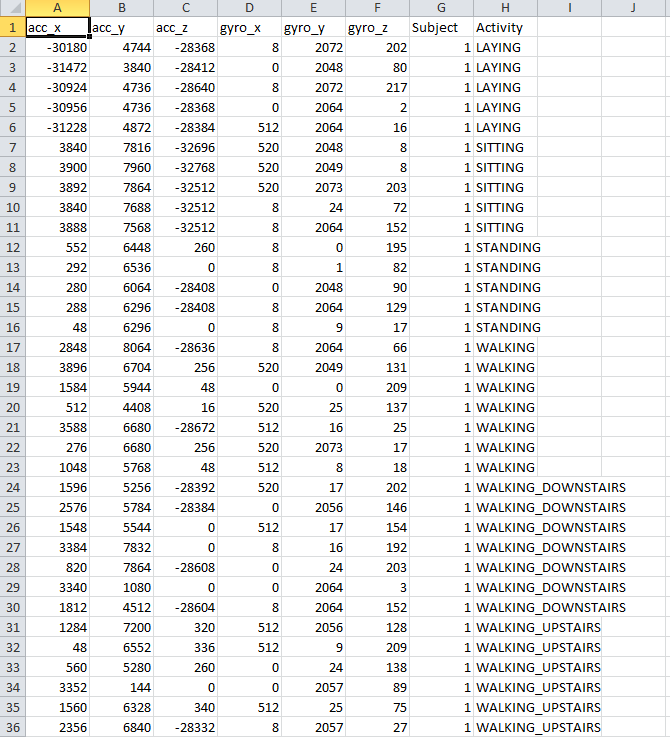 A B C D E F G H I J
1 acc_x acc_y acc_z gyro_x gyro_y gyro_z Subject Activity
2 -30180 4744 -28368 8 2072 202 1 LAYING
3 -31472 3840 -28412 0 2048 80 1 LAYING
4 -30924 4736 -28640 8 2072 217 1 LAYING
5 -30956 4736 -28368 0 2064 2 1 LAYING
6 -31228 4872 -28384 512 2064 16 1 LAYING
7 3840 7816 -32696 520 2048 8 1 SITTING
8 3900 7960 -32768 520 2049 8 1 SITTING
9 3892 7864 -32512 520 2073 203 1 SITTING
10 3840 7688 -32512 8 24 72 1 SITTING
11 3888 7568 -32512 8 2064 152 1 SITTING
12 552 6448 260 8 0 195 1 STANDING
13 292 6536 0 8 1 82 1 STANDING
14 280 6064 -28408 0 2048 90 1 STANDING
15 288 6296 -28408 8 2064 129 1 STANDING
16 48 6296 0 8 9 17 1 STANDING
17 2848 8064 -28636 8 2064 66 1 WALKING
18 3896 6704 256 520 2049 131 1 WALKING
19 1584 5944 48 0 0 209 1 WALKING
20 512 4408 16 520 25 137 1 WALKING
21 3588 6680 -28672 512 16 25 1 WALKING
22 276 6680 256 520 2073 17 1 WALKING
23 1048 5768 48 512 8 18 1 WALKING
24 1596 5256 -28392 520 17 202 1 WALKING_DOWNSTAIRS
25 2576 5784 -28384 0 2056 146 1 WALKING_DOWNSTAIRS
26 1548 5544 0 512 17 154 1 WALKING_DOWNSTAIRS
27 3384 7832 0 8 16 192 1 WALKING_DOWNSTAIRS
28 820 7864 -28608 0 24 203 1 WALKING_DOWNSTAIRS
29 3340 1080 0 0 2064 3 1 WALKING_DOWNSTAIRS
30 1812 4512 -28604 8 2064 152 1 WALKING_DOWNSTAIRS
31 1284 7200 320 512 2056 128 1 WALKING_UPSTAIRS
32 48 6552 336 512 9 209 1 WALKING_UPSTAIRS
33 560 5280 260 0 24 138 1 WALKING_UPSTAIRS
34 3352 144 0 0 2057 89 1 WALKING_UPSTAIRS
35 1560 6328 340 512 25 75 1 WALKING_UPSTAIRS
36 2356 6840 -28332 8 2057 27 1 WALKING_UPSTAIRS